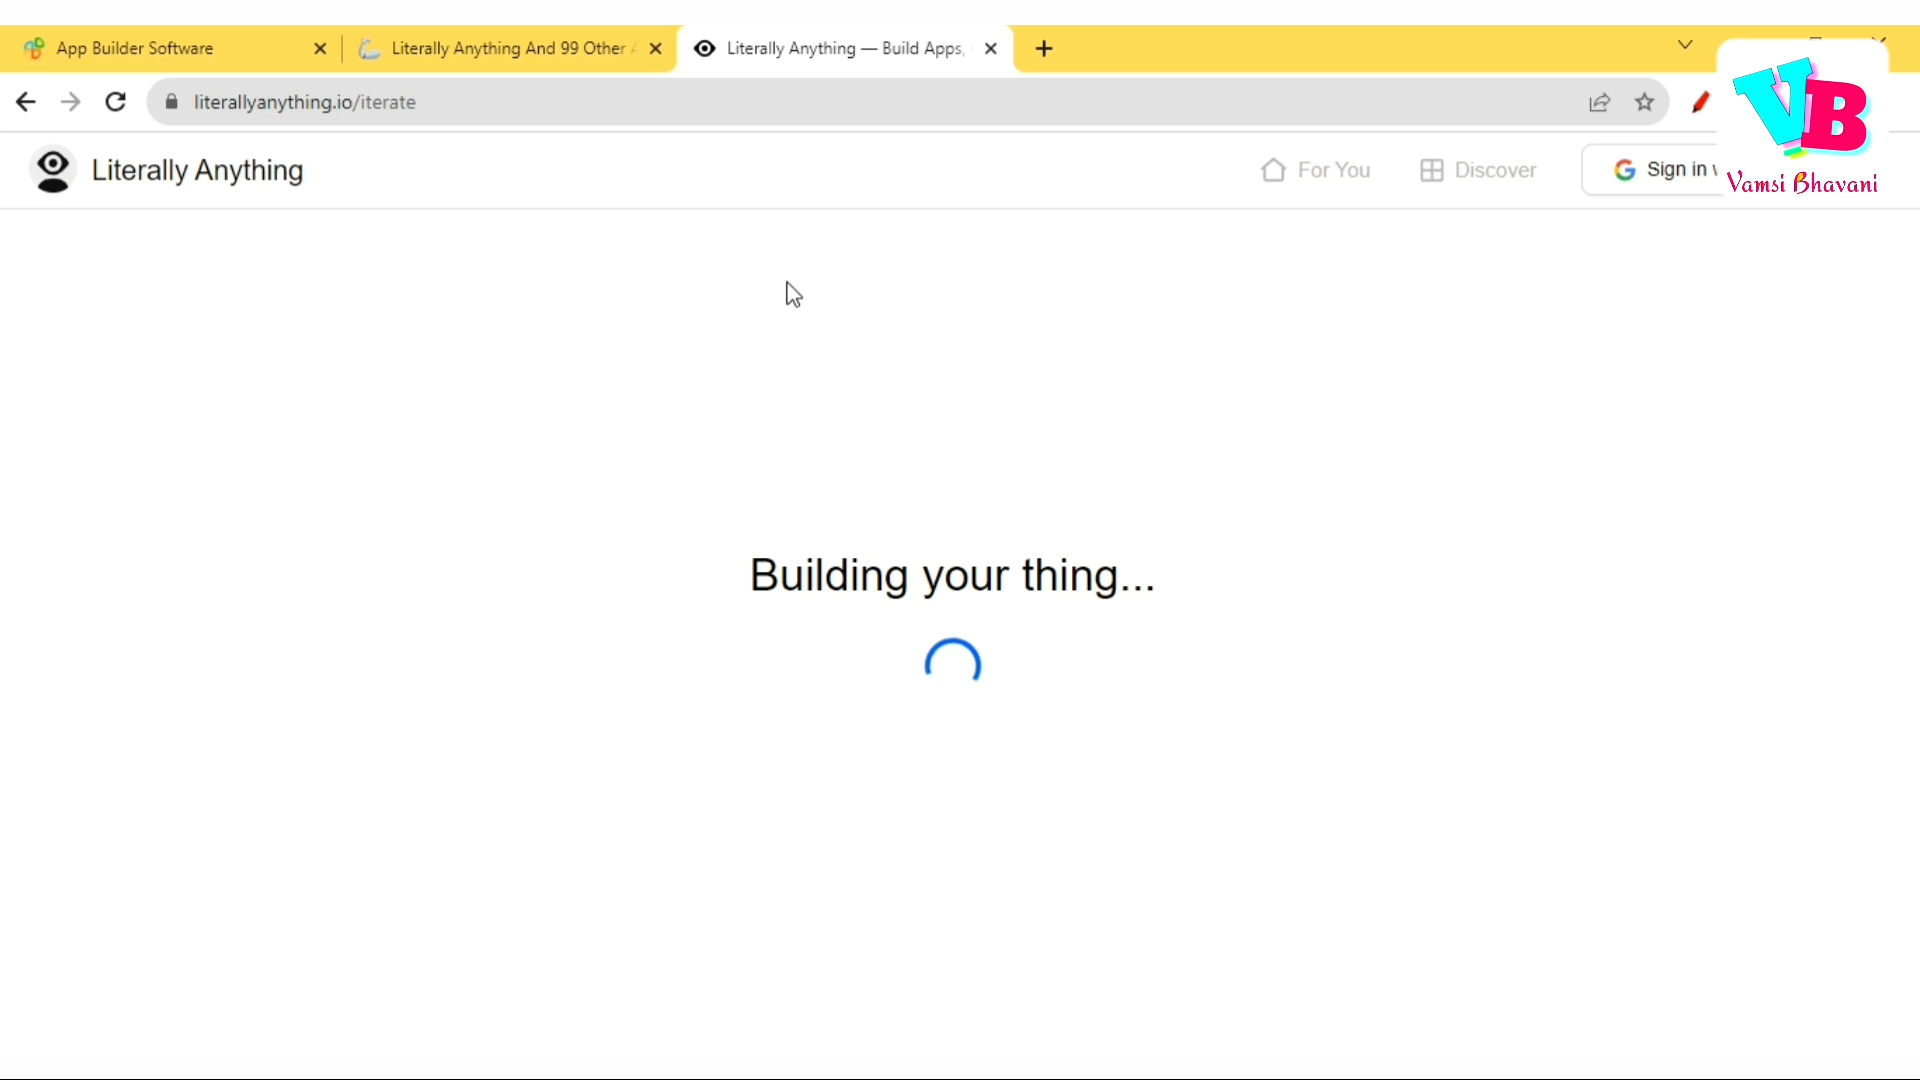 App Builder Software
Literally Anything And 99 Other
Literally Anything — Build Apps,
literallyanything.io/iterate
Literally Anything
For You
Discover
Sign in
VB
Vamsi Bhavani
Building your thing...